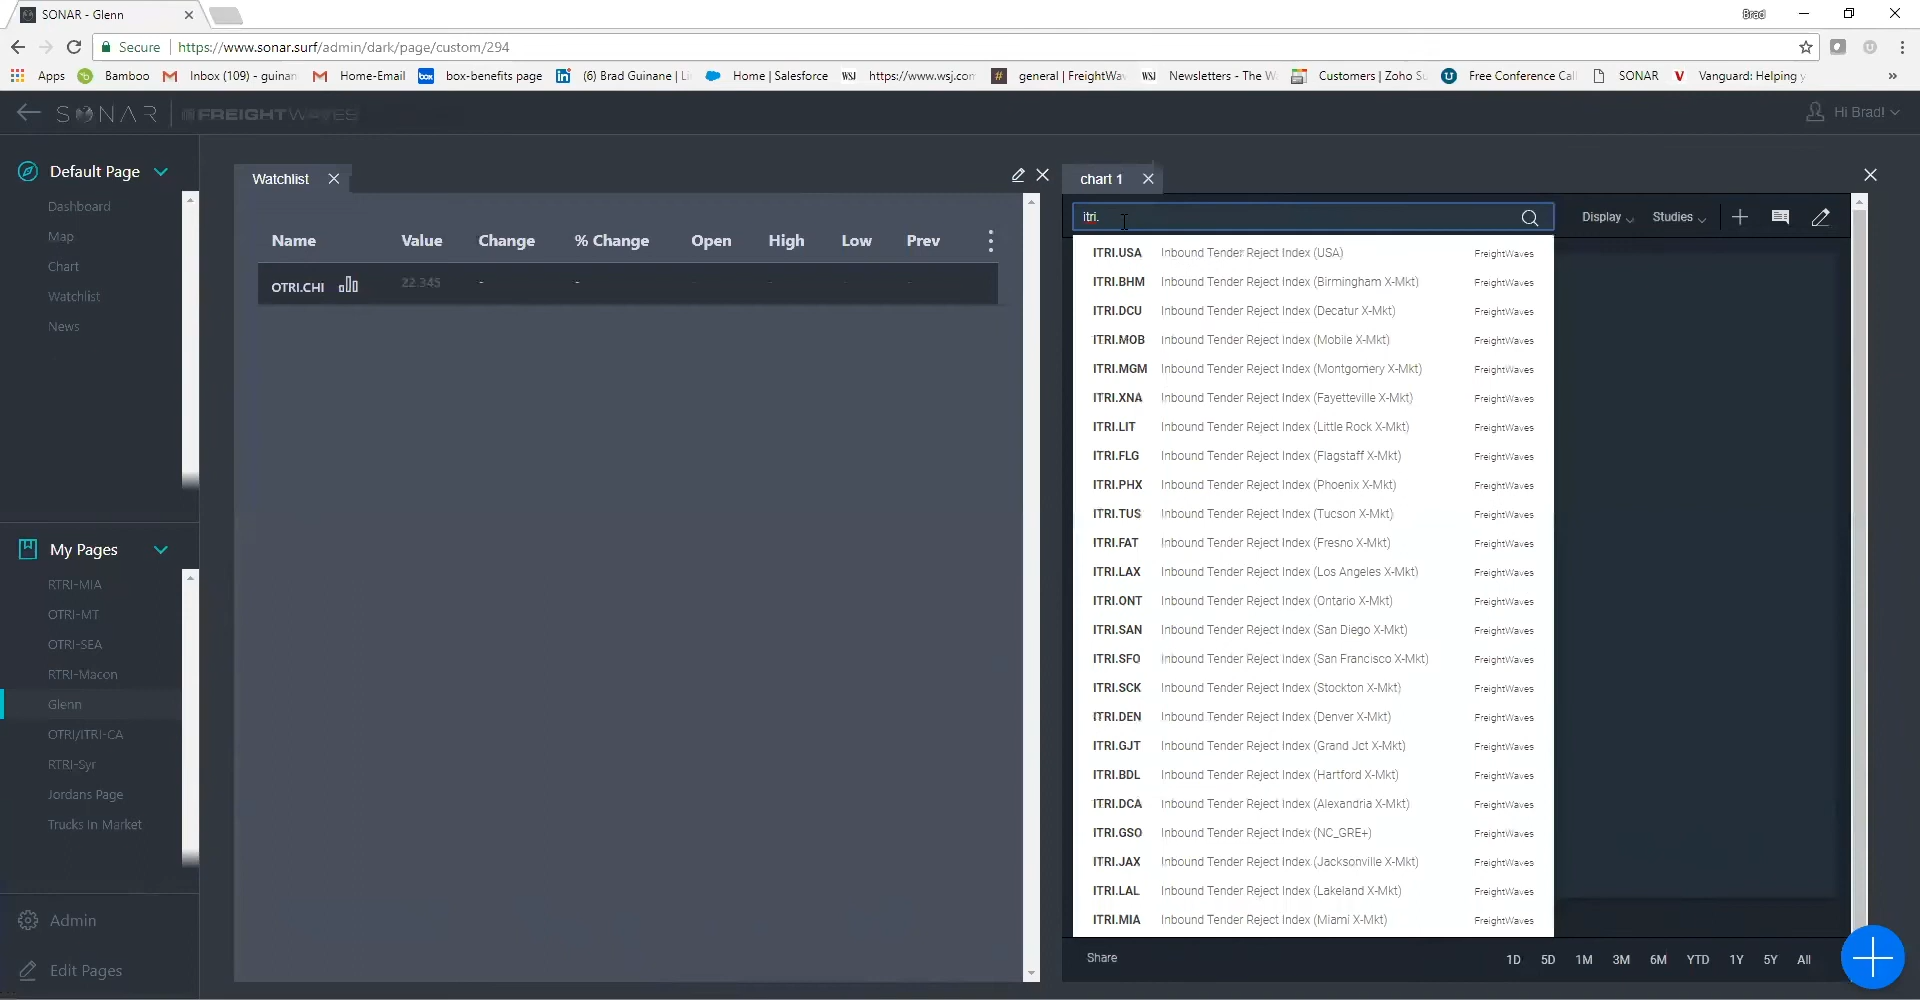 SONAR - Glenn
Brad
Secure https://www.sonar.surf/admin/dark/page/custom/294
Apps Bamboo Inbox (109) - guinan Home-Email box-benefits page (6) Brad Guinane | Li Home | Salesforce WSJ https://www.wsj.com general | FreightWav WSJ Newsletters - The W Customers | Zoho Su Free Conference Call SONAR Vanguard: Helping y
SONAR FREIGHTWAVES Hi Brad!
Default Page
Dashboard
Map
Chart
Watchlist
News
My Pages
RTRI-MIA
OTRI-MT
OTRI-SEA
RTRI-Macon
Glenn
OTRI/ITRI-CA
RTRI-Syr
Jordans Page
Trucks In Market
Admin
Edit Pages
Watchlist
Name Value Change % Change Open High Low Prev
OTRI.CHI 22.345 - -
chart 1
itri. Display Studies
ITRI.USA Inbound Tender Reject Index (USA) FreightWaves
ITRI.BHM Inbound Tender Reject Index (Birmingham X-Mkt) FreightWaves
ITRI.DCU Inbound Tender Reject Index (Decatur X-Mkt) FreightWaves
ITRI.MOB Inbound Tender Reject Index (Mobile X-Mkt) FreightWaves
ITRI.MGM Inbound Tender Reject Index (Montgomery X-Mkt) FreightWaves
ITRI.XNA Inbound Tender Reject Index (Fayetteville X-Mkt) FreightWaves
ITRI.LIT Inbound Tender Reject Index (Little Rock X-Mkt) FreightWaves
ITRI.FLG Inbound Tender Reject Index (Flagstaff X-Mkt) FreightWaves
ITRI.PHX Inbound Tender Reject Index (Phoenix X-Mkt) FreightWaves
ITRI.TUS Inbound Tender Reject Index (Tucson X-Mkt) FreightWaves
ITRI.FAT Inbound Tender Reject Index (Fresno X-Mkt) FreightWaves
ITRI.LAX Inbound Tender Reject Index (Los Angeles X-Mkt) FreightWaves
ITRI.ONT Inbound Tender Reject Index (Ontario X-Mkt) FreightWaves
ITRI.SAN Inbound Tender Reject Index (San Diego X-Mkt) FreightWaves
ITRI.SFO Inbound Tender Reject Index (San Francisco X-Mkt) FreightWaves
ITRI.SCK Inbound Tender Reject Index (Stockton X-Mkt) FreightWaves
ITRI.DEN Inbound Tender Reject Index (Denver X-Mkt) FreightWaves
ITRI.GJT Inbound Tender Reject Index (Grand Jct X-Mkt) FreightWaves
ITRI.BDL Inbound Tender Reject Index (Hartford X-Mkt) FreightWaves
ITRI.DCA Inbound Tender Reject Index (Alexandria X-Mkt) FreightWaves
ITRI.GSO Inbound Tender Reject Index (NC_GRE+) FreightWaves
ITRI.JAX Inbound Tender Reject Index (Jacksonville X-Mkt) FreightWaves
ITRI.LAL Inbound Tender Reject Index (Lakeland X-Mkt) FreightWaves
ITRI.MIA Inbound Tender Reject Index (Miami X-Mkt) FreightWaves
Share 1D 5D 1M 3M 6M YTD 1Y 5Y All